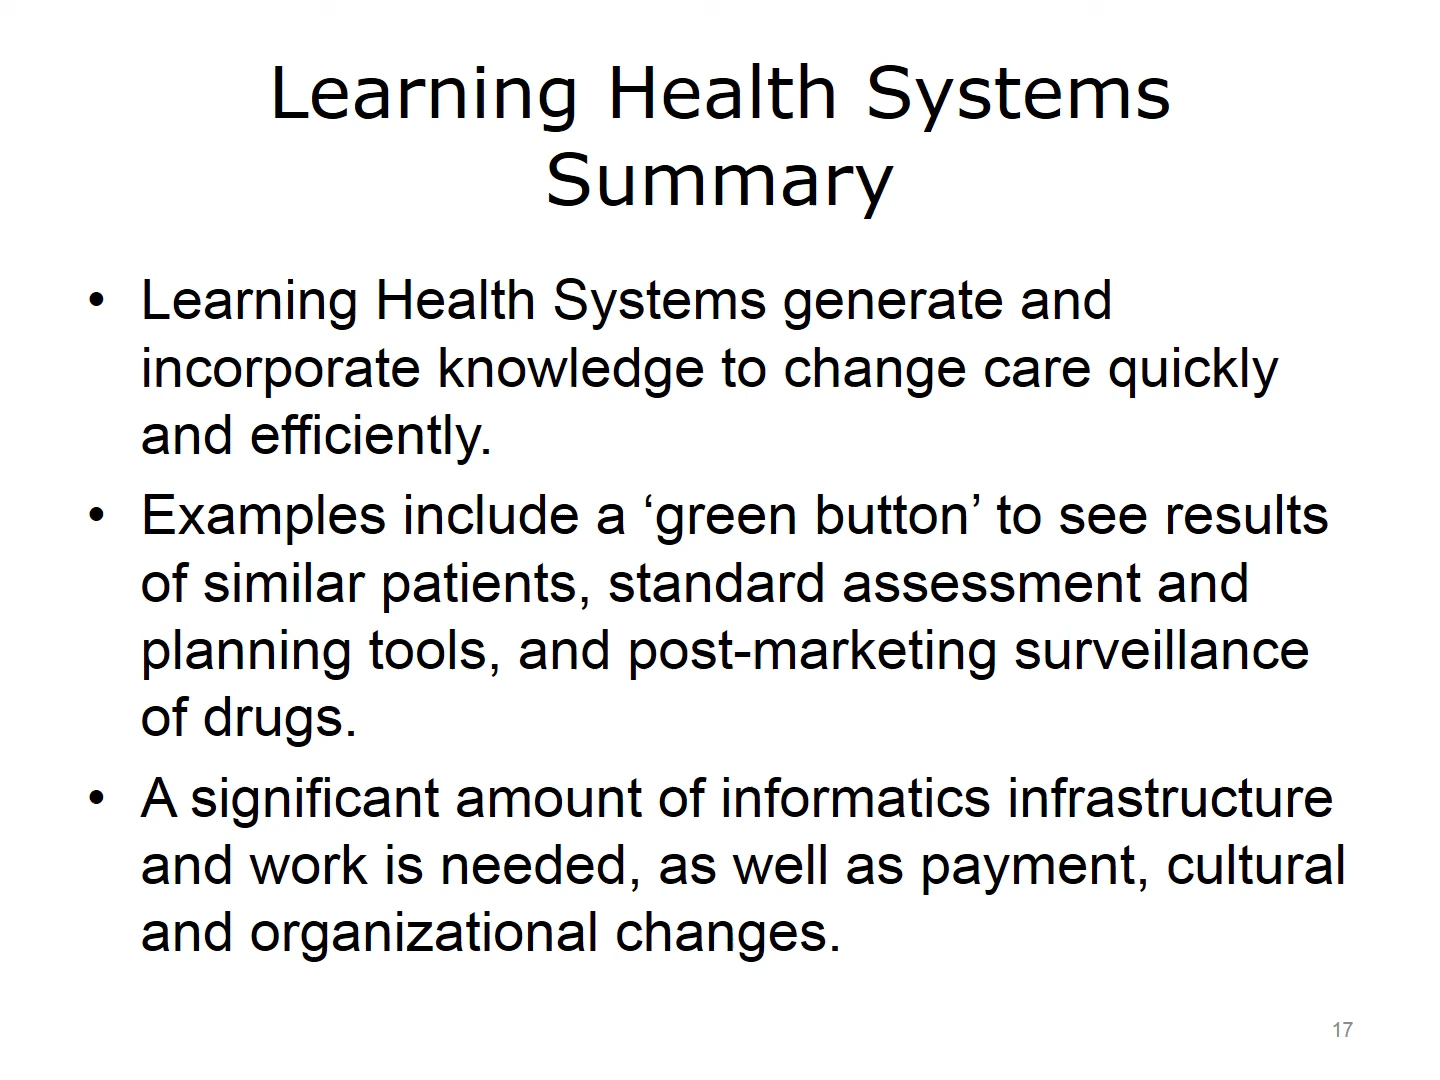 Learning Health Systems
Summary
• Learning Health Systems generate and
incorporate knowledge to change care quickly
and efficiently.
• Examples include a ‘green button’ to see results
of similar patients, standard assessment and
planning tools, and post-marketing surveillance
of drugs.
• A significant amount of informatics infrastructure
and work is needed, as well as payment, cultural
and organizational changes.
17